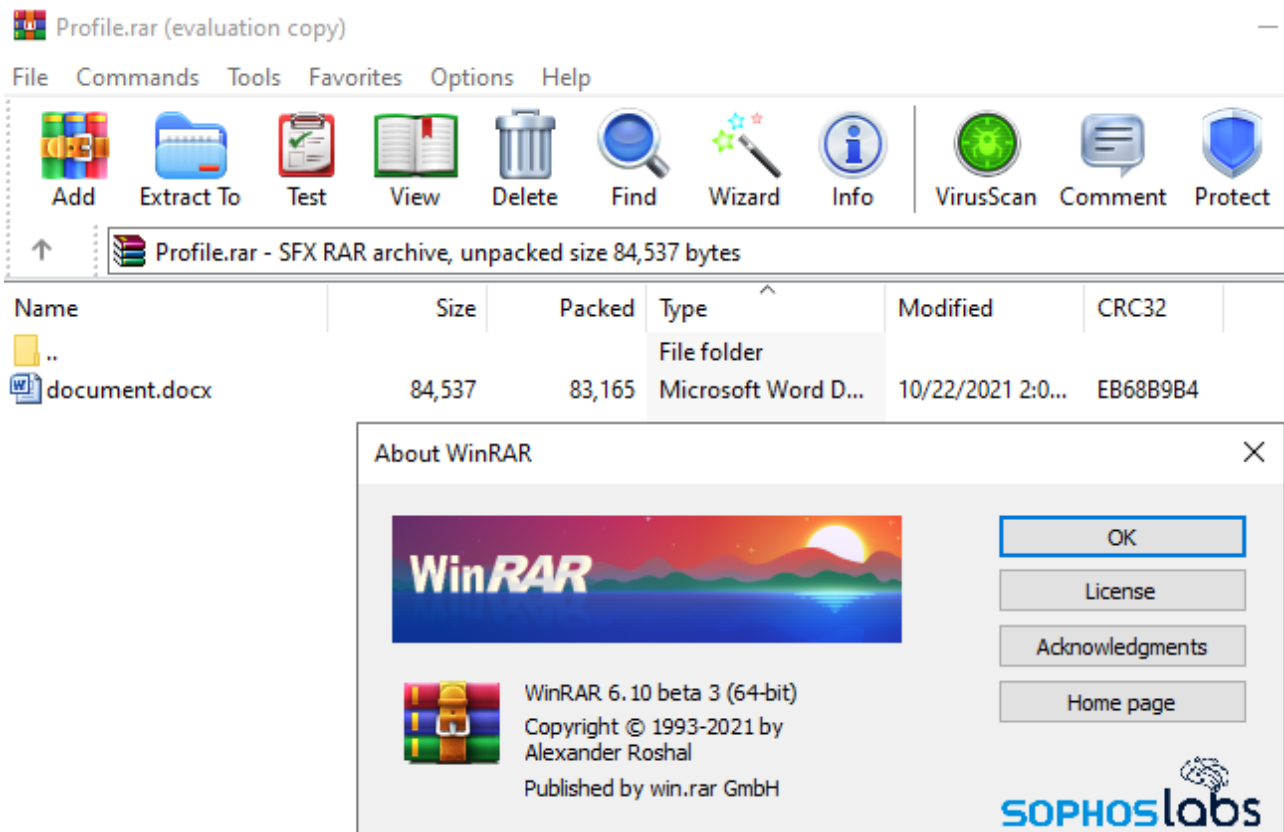 Profile.rar (evaluation copy)
File Commands Tools Favorites Options Help
Add Extract To Test View Delete Find Wizard Info VirusScan Comment Protect
Profile.rar - SFX RAR archive, unpacked size 84,537 bytes
Name Size Packed Type Modified CRC32
.. File folder
document.docx 84,537 83,165 Microsoft Word D... 10/22/2021 2:0... EB68B9B4
About WinRAR
WinRAR
OK
License
Acknowledgments
Home page
WinRAR 6.10 beta 3 (64-bit)
Copyright © 1993-2021 by
Alexander Roshal
Published by win.rar GmbH
SOPHOSlabs